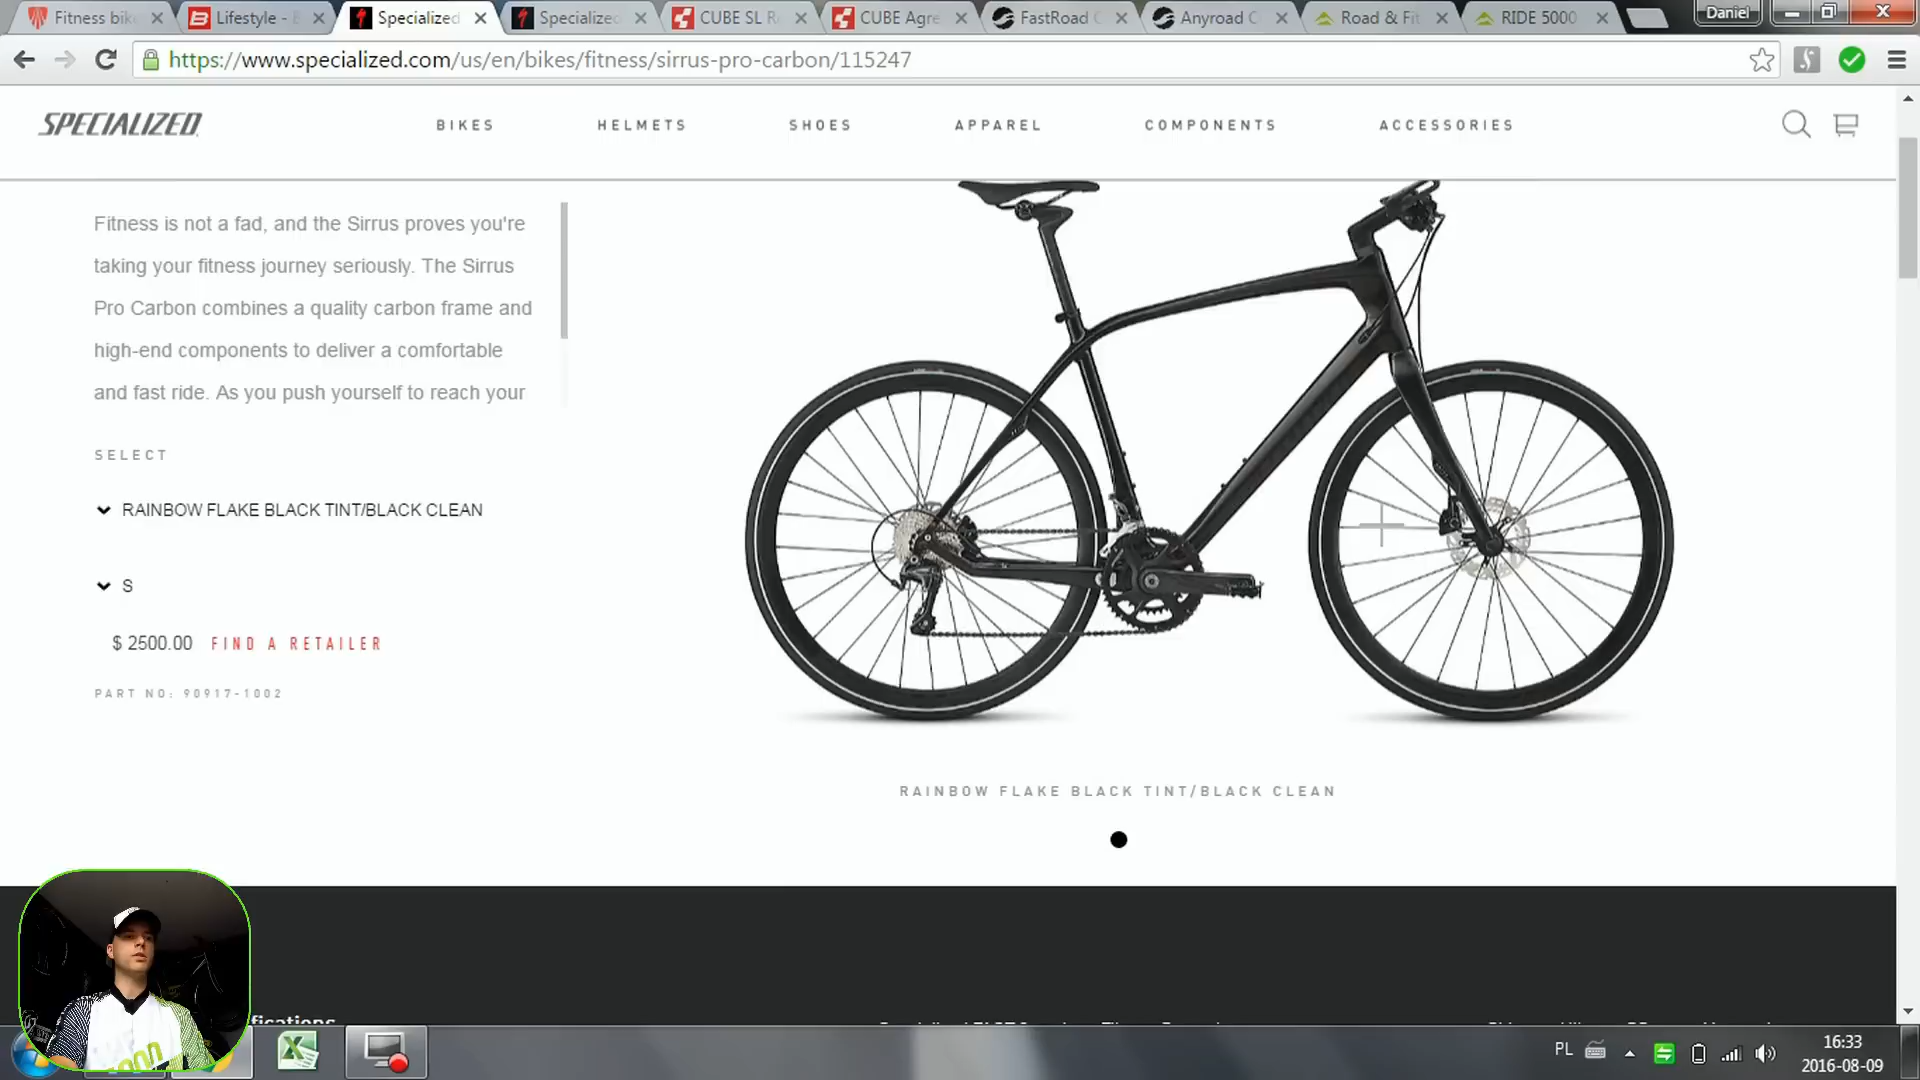 Fitness bik
Lifestyle - B
Specialized
Specialized
CUBE SL R
CUBE Agre
FastRoad C
Anyroad C
Road & Fit
RIDE 5000
Daniel
https://www.specialized.com/us/en/bikes/fitness/sirrus-pro-carbon/115247
SPECIALIZED
BIKES
HELMETS
SHOES
APPAREL
COMPONENTS
ACCESSORIES
Fitness is not a fad, and the Sirrus proves you're
taking your fitness journey seriously. The Sirrus
Pro Carbon combines a quality carbon frame and
high-end components to deliver a comfortable
and fast ride. As you push yourself to reach your
SELECT
RAINBOW FLAKE BLACK TINT/BLACK CLEAN
S
$ 2500.00 FIND A RETAILER
PART NO: 90917-1002
RAINBOW FLAKE BLACK TINT/BLACK CLEAN
PL
16:33
2016-08-09